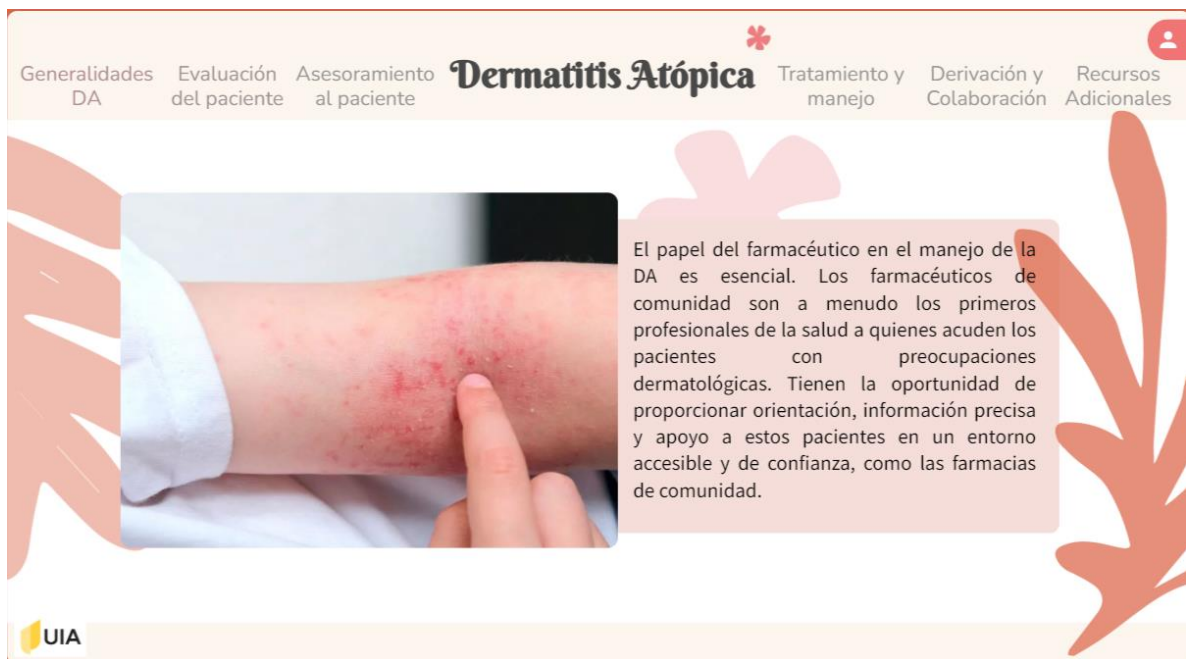 Generalidades
DA
Evaluación
del paciente
Asesoramiento
al paciente
Dermatitis Atópica
Tratamiento y
manejo
Derivación y
Colaboración
Recursos
Adicionales
El papel del farmacéutico en el manejo de la
DA es esencial. Los farmacéuticos de
comunidad son a menudo los primeros
profesionales de la salud a quienes acuden los
pacientes con preocupaciones
dermatológicas. Tienen la oportunidad de
proporcionar orientación, información precisa
y apoyo a estos pacientes en un entorno
accesible y de confianza, como las farmacias
de comunidad.
UIA